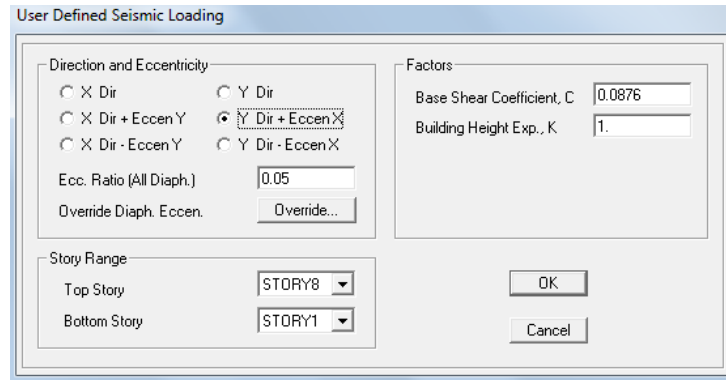 User Defined Seismic Loading
Direction and Eccentricity
X Dir
Y Dir
X Dir + Eccen Y
Y Dir + Eccen X
X Dir - Eccen Y
Y Dir - Eccen X
Ecc. Ratio (All Diaph.)
0.05
Override Diaph. Eccen.
Override...
Factors
Base Shear Coefficient, C
0.0876
Building Height Exp., K
1.
Story Range
Top Story
STORY8
Bottom Story
STORY1
OK
Cancel